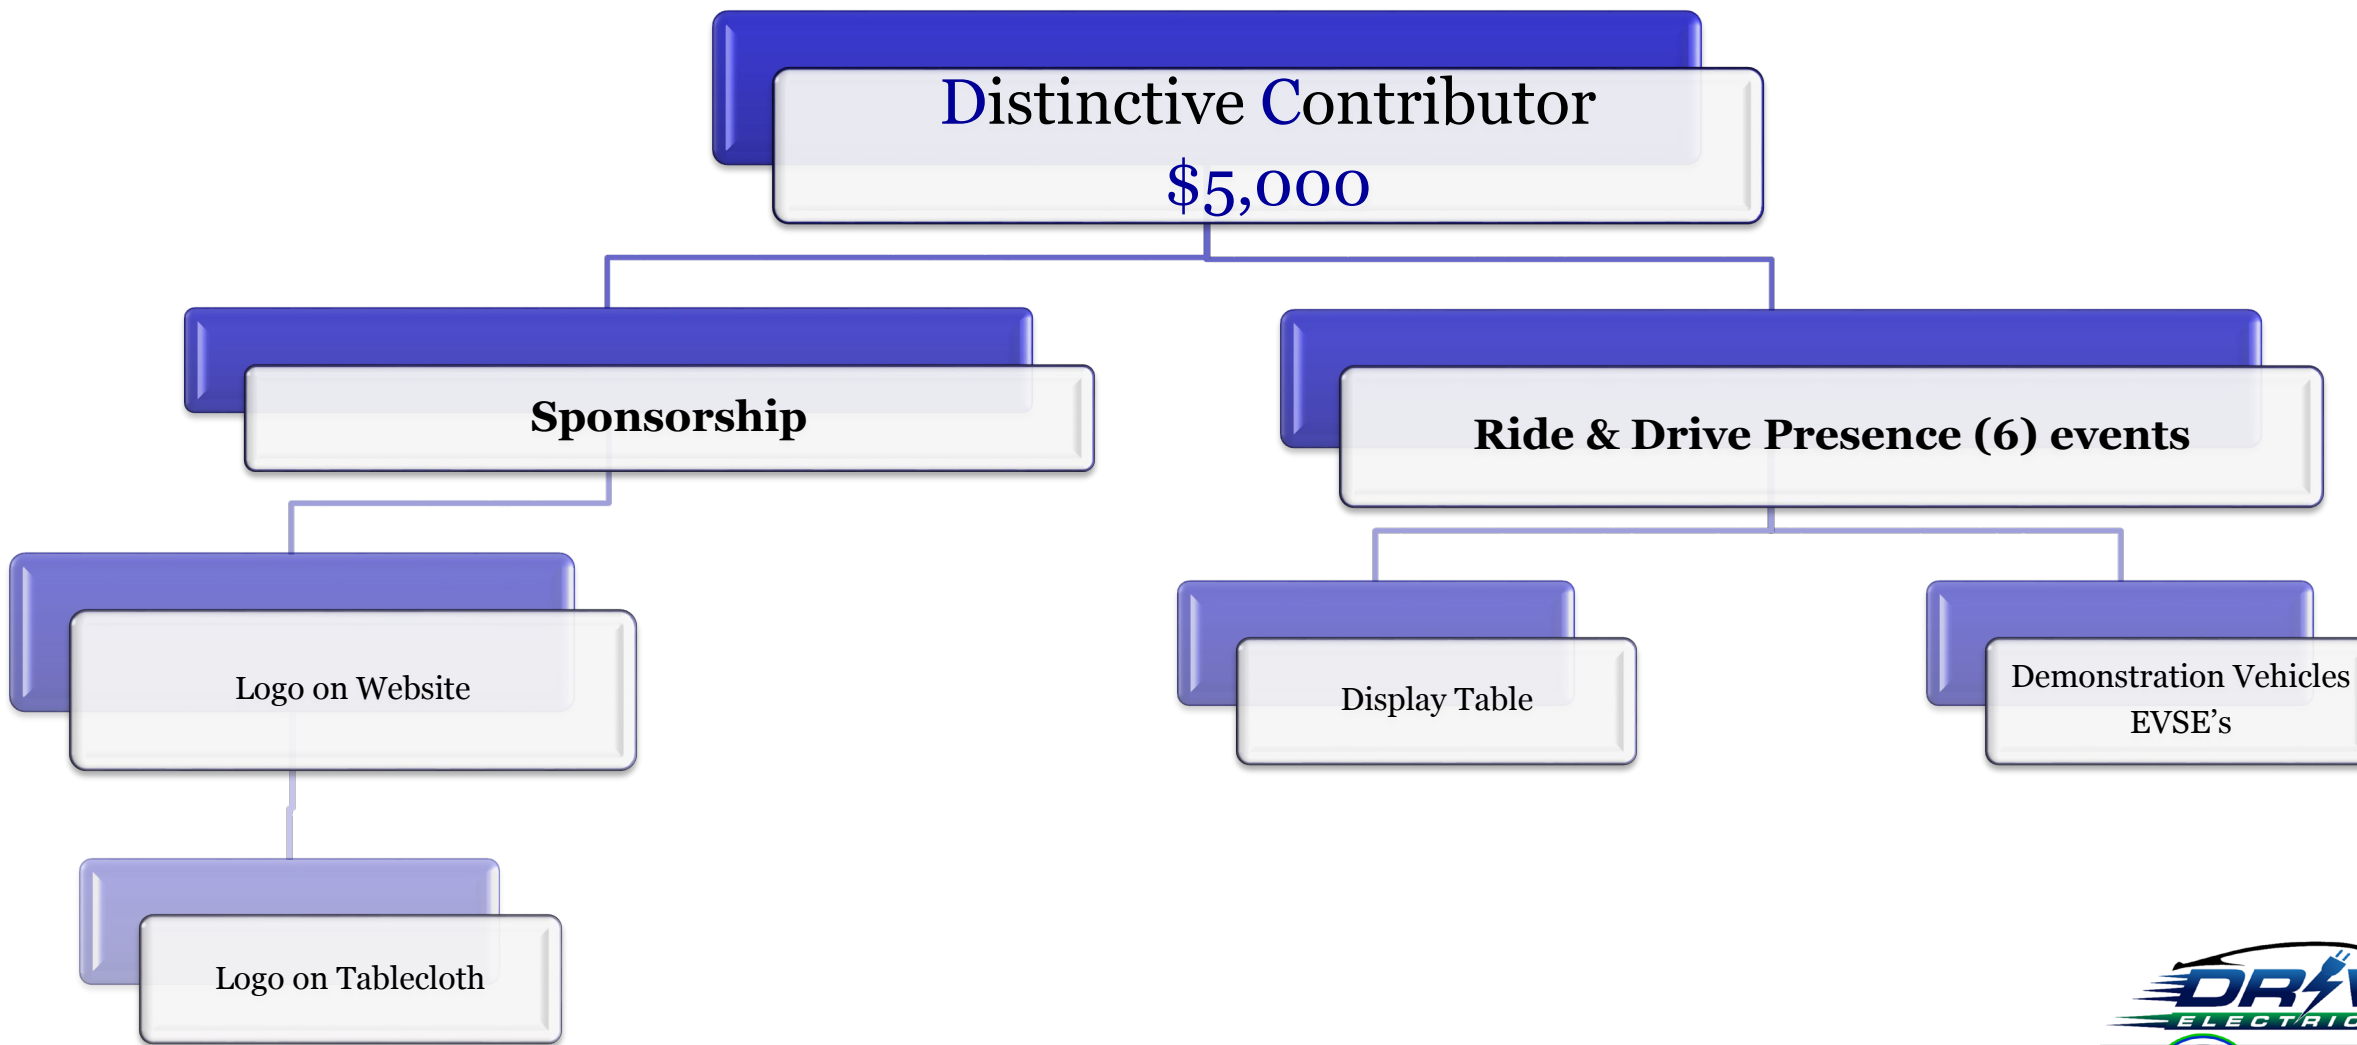 Distinctive Contributor
$5,000
Sponsorship
Ride & Drive Presence (6) events
Logo on Website
Display Table
Demonstration Vehicles
EVSE’s
Logo on Tablecloth
ELECTRIC